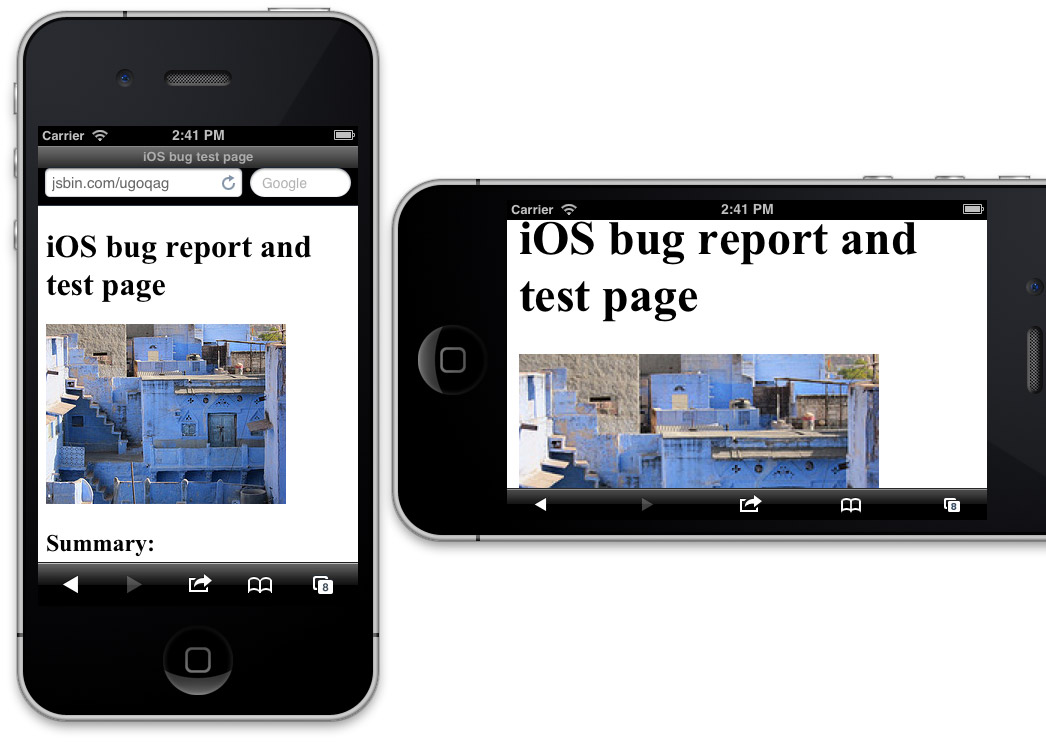 Carrier 2:41 PM
iOS bug test page
jsbin.com/ugoqag Google
iOS bug report and
test page
Summary:
8
Carrier 2:41 PM
iOS bug report and
test page
8